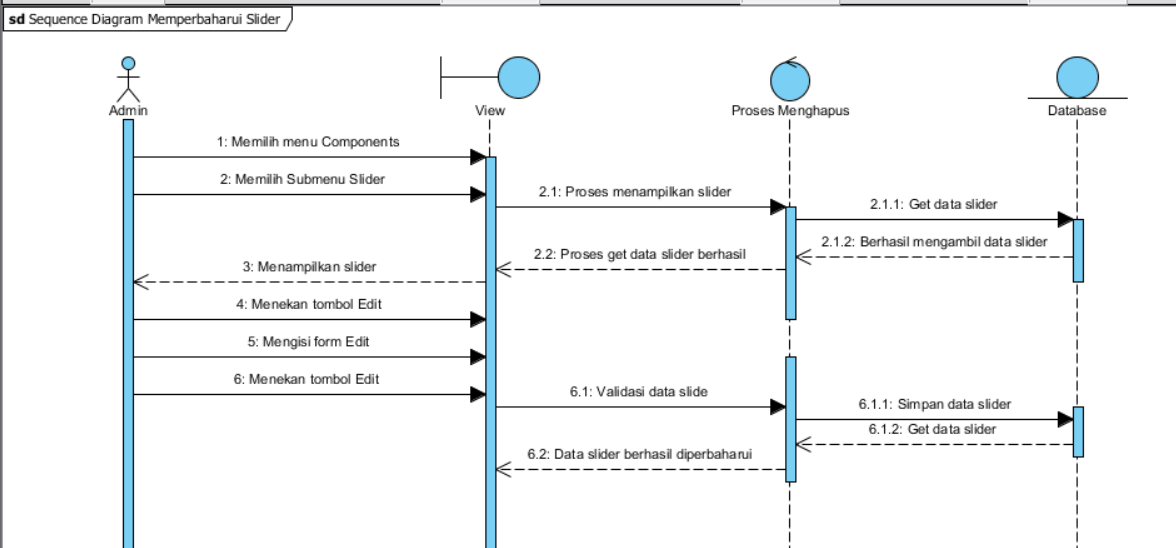 sd Sequence Diagram Memperbaharui Slider
Admin
View
Proses Menghapus
Database
1: Memilih menu Components
2: Memilih Submenu Slider
2.1: Proses menampilkan slider
2.1.1: Get data slider
2.1.2: Berhasil mengambil data slider
2.2: Proses get data slider berhasil
3: Menampilkan slider
4: Menekan tombol Edit
5: Mengisi form Edit
6: Menekan tombol Edit
6.1: Validasi data slide
6.1.1: Simpan data slider
6.1.2: Get data slider
6.2: Data slider berhasil diperbaharui